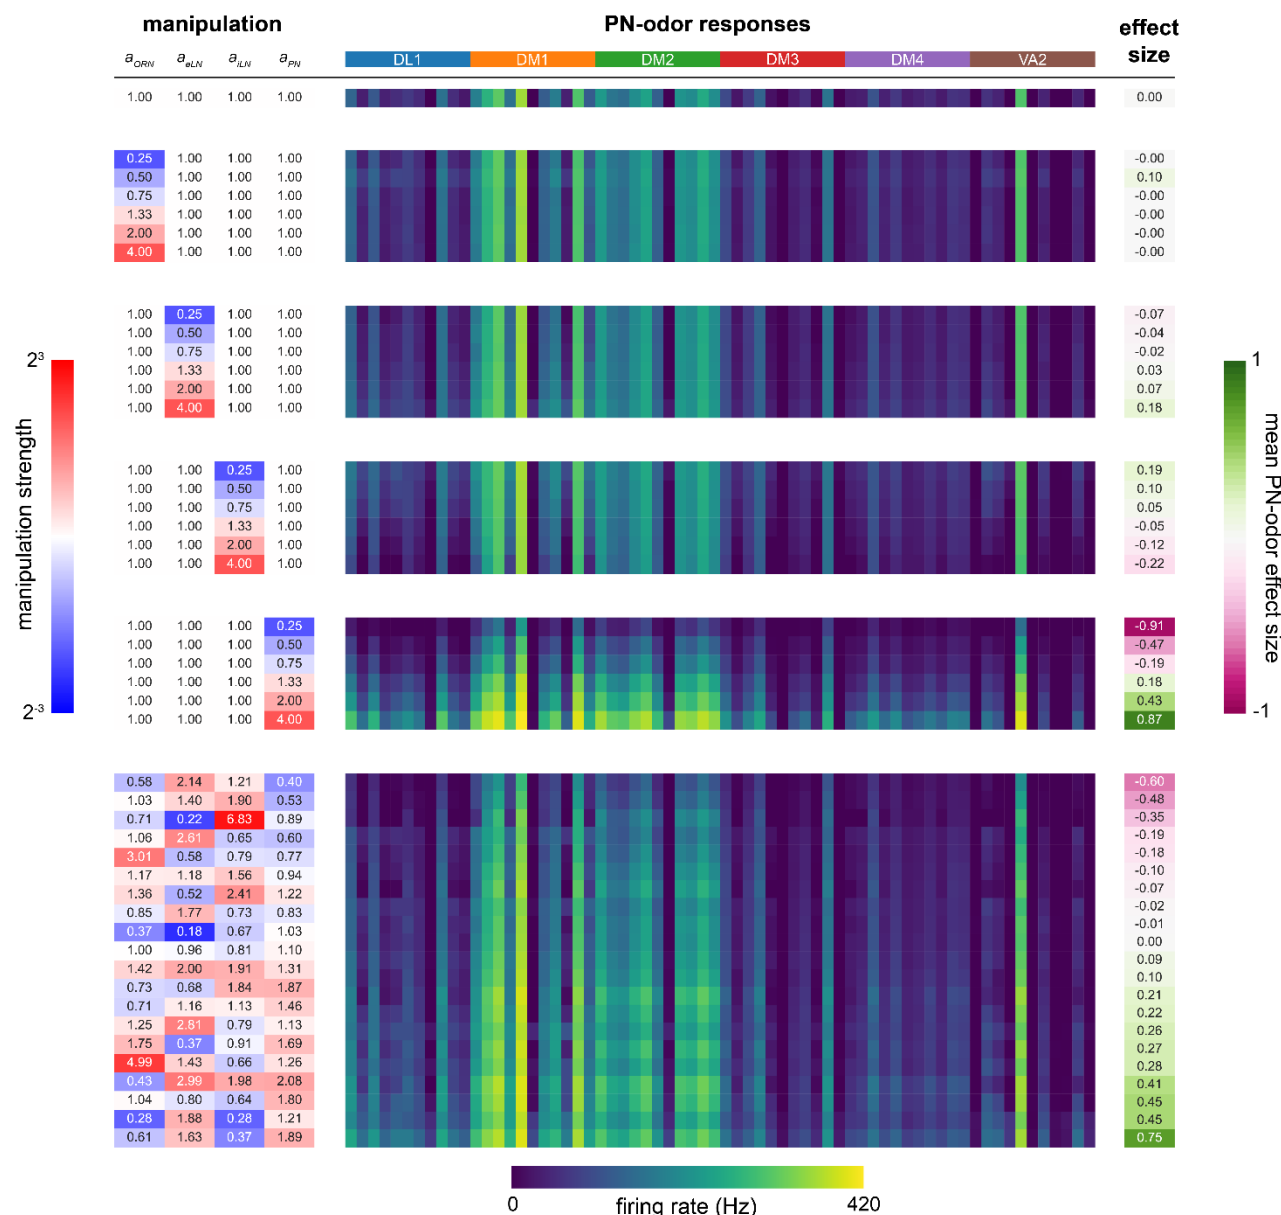 manipulation PN-odor responses effect size
aORN aeLN aiLN aPN DL1 DM1 DM2 DM3 DM4 VA2
1.00 1.00 1.00 1.00 0.00
0.25 1.00 1.00 1.00 -0.00
0.50 1.00 1.00 1.00 0.10
0.75 1.00 1.00 1.00 -0.00
1.33 1.00 1.00 1.00 -0.00
2.00 1.00 1.00 1.00 -0.00
4.00 1.00 1.00 1.00 -0.00
1.00 0.25 1.00 1.00 -0.07
1.00 0.50 1.00 1.00 -0.04
1.00 0.75 1.00 1.00 -0.02
1.00 1.33 1.00 1.00 0.03
1.00 2.00 1.00 1.00 0.07
1.00 4.00 1.00 1.00 0.18
1.00 1.00 0.25 1.00 0.19
1.00 1.00 0.50 1.00 0.10
1.00 1.00 0.75 1.00 0.05
1.00 1.00 1.33 1.00 -0.05
1.00 1.00 2.00 1.00 -0.12
1.00 1.00 4.00 1.00 -0.22
1.00 1.00 1.00 0.25 -0.91
1.00 1.00 1.00 0.50 -0.47
1.00 1.00 1.00 0.75 -0.19
1.00 1.00 1.00 1.33 0.18
1.00 1.00 1.00 2.00 0.43
1.00 1.00 1.00 4.00 0.87
0.58 2.14 1.21 0.40 -0.60
1.03 1.40 1.90 0.53 -0.48
0.71 0.22 6.83 0.89 -0.35
1.06 2.61 0.65 0.60 -0.19
3.01 0.58 0.79 0.77 -0.18
1.17 1.18 1.56 0.94 -0.10
1.36 0.52 2.41 1.22 -0.07
0.85 1.77 0.73 0.83 -0.02
0.37 0.18 0.67 1.03 -0.01
1.00 0.96 0.81 1.10 0.00
1.42 2.00 1.91 1.31 0.09
0.73 0.68 1.84 1.87 0.10
0.71 1.16 1.13 1.46 0.21
1.25 2.81 0.79 1.13 0.22
1.75 0.37 0.91 1.69 0.26
4.99 1.43 0.66 1.26 0.27
0.43 2.99 1.98 2.08 0.28
1.04 0.80 0.64 1.80 0.41
0.28 1.88 0.28 1.21 0.45
0.61 1.63 0.37 1.89 0.45
0.75
2³
manipulation strength
2⁻³
1
mean PN-odor effect size
-1
0 firing rate (Hz) 420